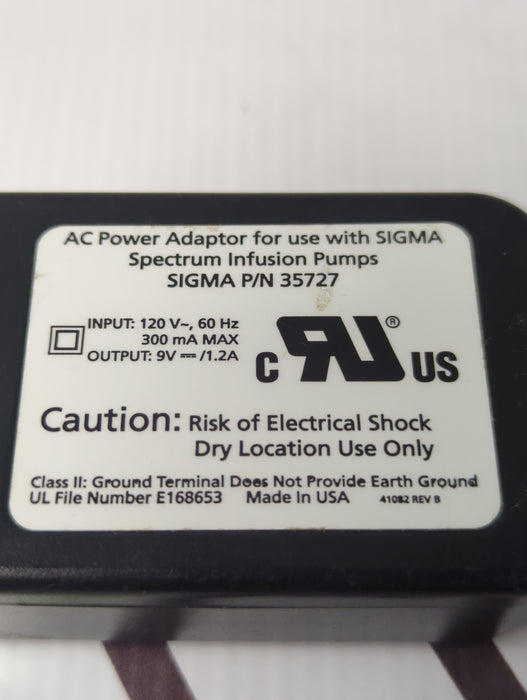 AC Power Adaptor for use with SIGMA
Spectrum Infusion Pumps
SIGMA P/N 35727
INPUT: 120 V~, 60 Hz
300 mA MAX
OUTPUT: 9V ⎓ /1.2A
C RU® US
Caution: Risk of Electrical Shock
Dry Location Use Only
Class II: Ground Terminal Does Not Provide Earth Ground
UL File Number E168653 Made In USA 41082 REV B